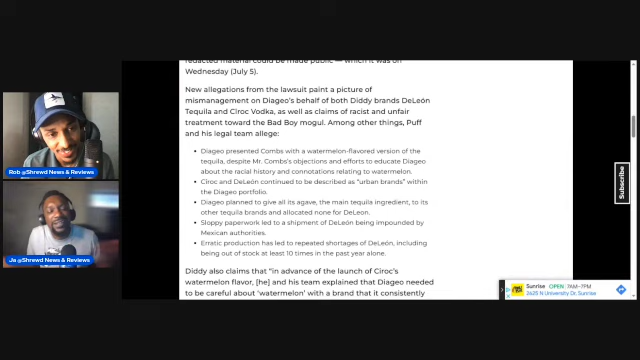 redacted material could be made public — which it was on
Wednesday (July 5).
New allegations from the lawsuit paint a picture of
mismanagement on Diageo's behalf of both Diddy brands DeLeón
Tequila and Ciroc Vodka, as well as claims of racist and unfair
treatment toward the Bad Boy mogul. Among other things, Puff
and his legal team allege:
• Diageo presented Combs with a watermelon-flavored version of the
tequila, despite Mr. Combs's objections and efforts to educate Diageo
about the racial history and connotations relating to watermelon.
• Cîroc and DeLeón continued to be described as "urban brands" within
the Diageo portfolio.
• Diageo planned to give all its agave, the main tequila ingredient, to
its other tequila brands and allocated none for DeLeon.
• Sloppy paperwork led to a shipment of DeLeón being impounded by
Mexican authorities.
• Erratic production has led to repeated shortages of DeLeón, including
being out of stock at least 10 times in the past year alone.
Diddy also claims that "in advance of the launch of Ciroc's
watermelon flavor, [he] and his team explained that Diageo needed
to be careful about 'watermelon' with a brand that it consistently
Rob @Shrewd News & Reviews
Ja @Shrewd News & Reviews
Subscribe
Sunrise OPEN 7AM–7PM
2425 N University Dr, Sunrise